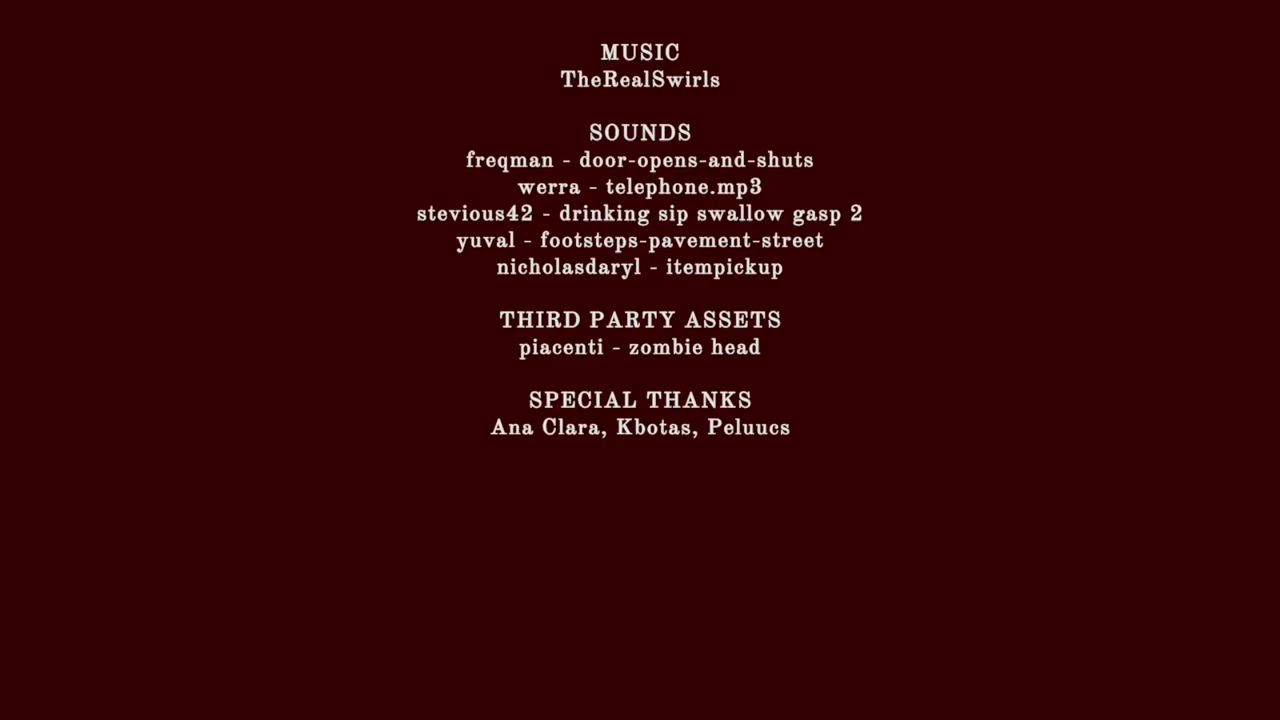 MUSIC
TheRealSwirls
SOUNDS
freqman - door-opens-and-shuts
werra - telephone.mp3
stevious42 - drinking sip swallow gasp 2
yuval - footsteps-pavement-street
nicholasdaryl - itempickup
THIRD PARTY ASSETS
piacenti - zombie head
SPECIAL THANKS
Ana Clara, Kbotas, Peluucs